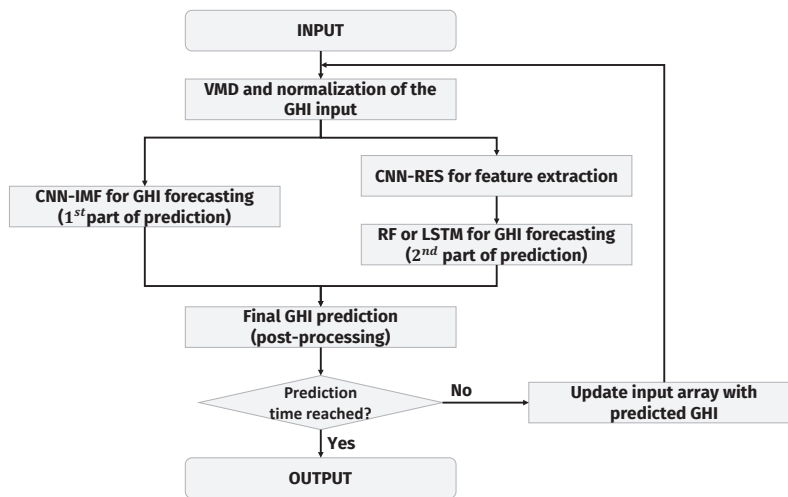 INPUT
VMD and normalization of the
GHI input
CNN-IMF for GHI forecasting
(1st part of prediction)
CNN-RES for feature extraction
RF or LSTM for GHI forecasting
(2nd part of prediction)
Final GHI prediction
(post-processing)
Prediction
time reached?
No
Update input array with
predicted GHI
Yes
OUTPUT